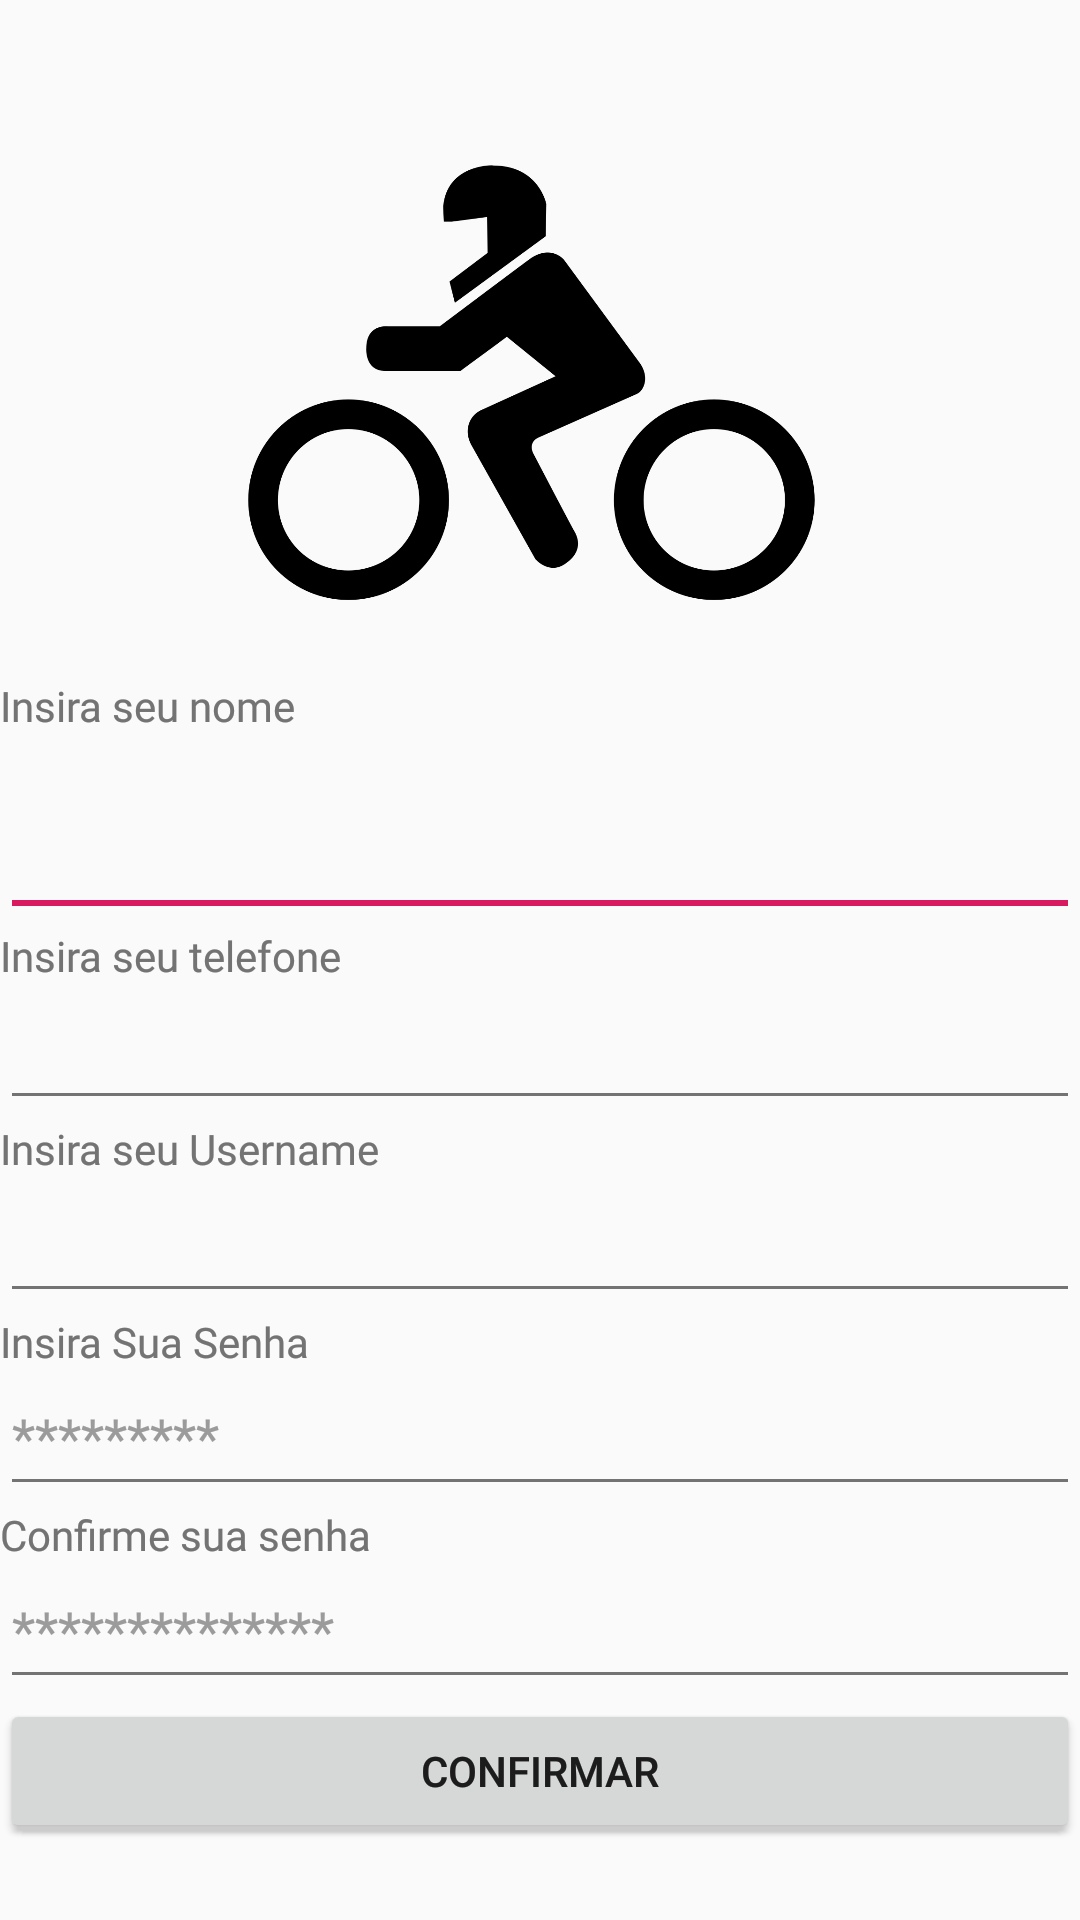 Insira seu nome
Insira seu telefone
Insira seu Username
Insira Sua Senha
*********
Confirme sua senha
**************
CONFIRMAR